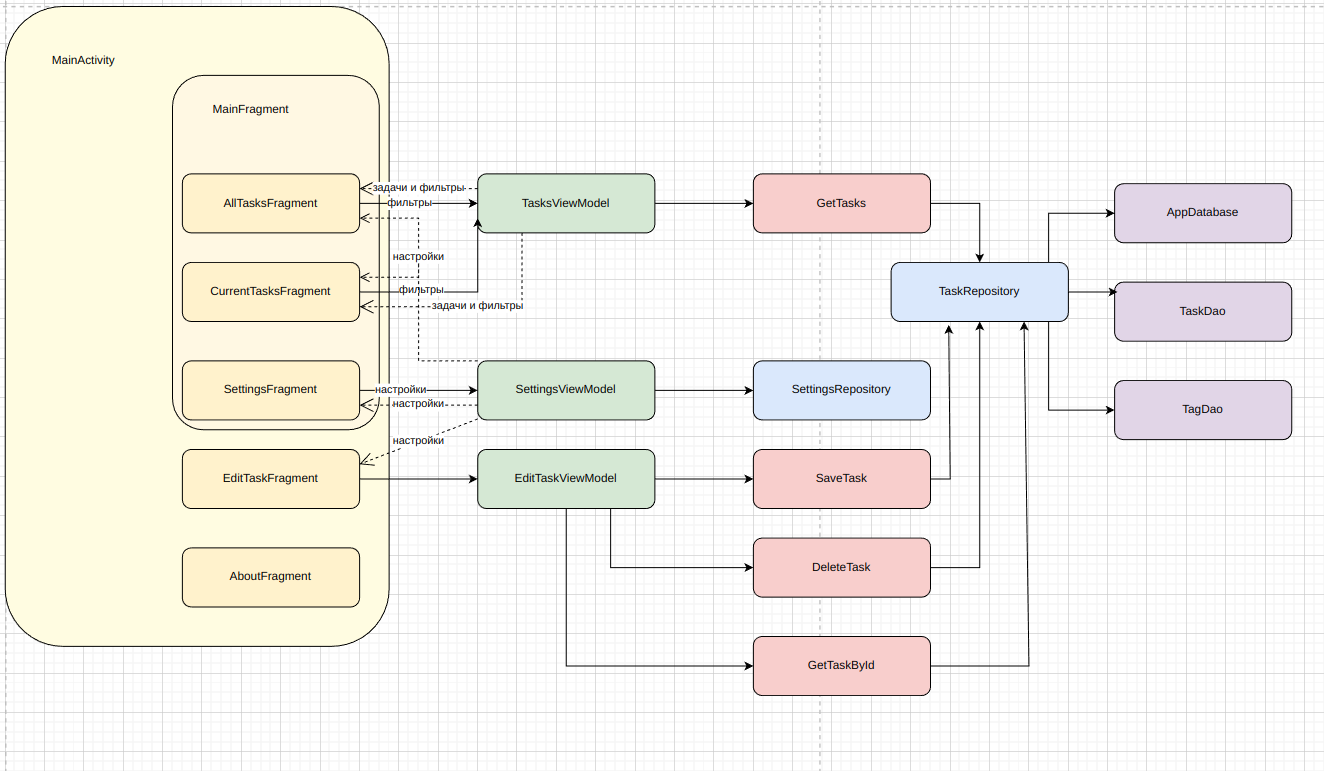 MainActivity
MainFragment
AllTasksFragment
задачи и фильтры
фильтры
TasksViewModel
GetTasks
AppDatabase
настройки
CurrentTasksFragment
фильтры
задачи и фильтры
TaskRepository
TaskDao
SettingsFragment
настройки
настройки
SettingsViewModel
SettingsRepository
TagDao
настройки
EditTaskFragment
EditTaskViewModel
SaveTask
AboutFragment
DeleteTask
GetTaskById